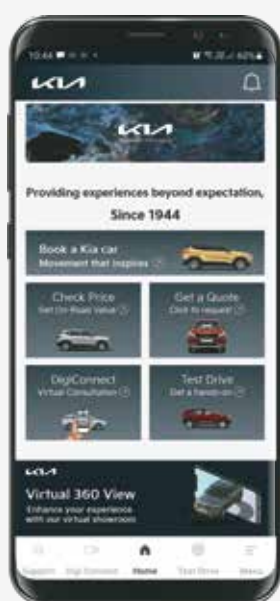 10:44
62%
KIA
KIA
Providing experiences beyond expectation,
Since 1944
Book a Kia car
Movement that inspires
Check Price
Get On-Road Value
Get a Quote
Click to request
DigiConnect
Virtual Consultation
Test Drive
Get a hands-on
KIA
Virtual 360 View
Enhance your experience
with our virtual showroom
Support Digi Connect Home Test Drive Menu